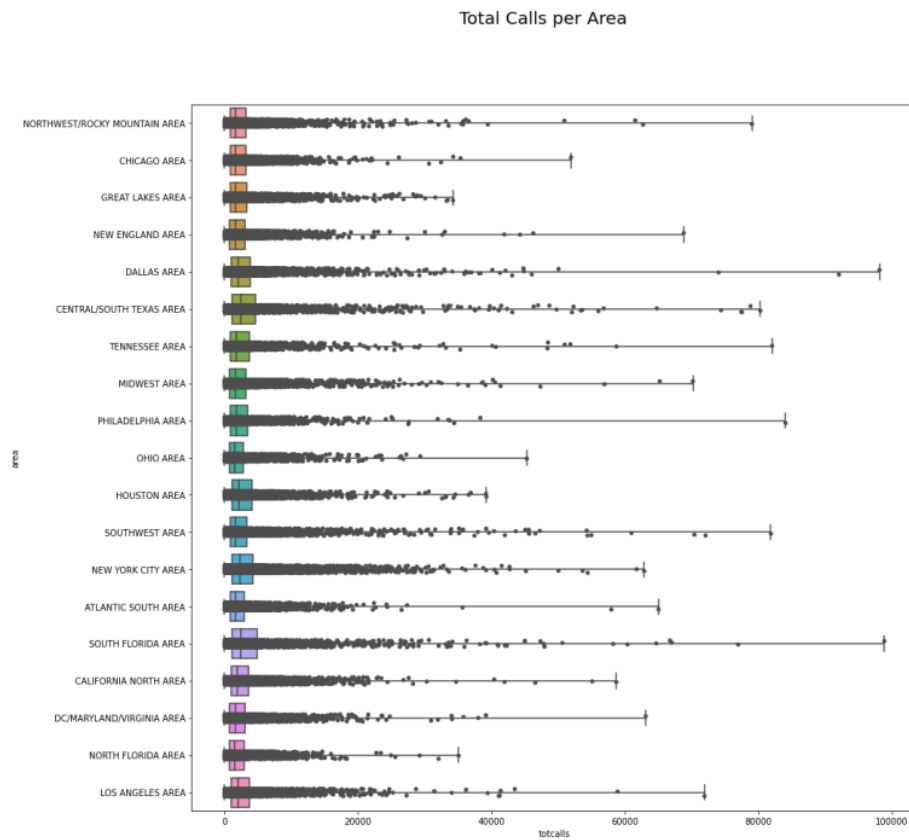 Total Calls per Area
NORTHWEST/ROCKY MOUNTAIN AREA
CHICAGO AREA
GREAT LAKES AREA
NEW ENGLAND AREA
DALLAS AREA
CENTRAL/SOUTH TEXAS AREA
TENNESSEE AREA
MIDWEST AREA
PHILADELPHIA AREA
OHIO AREA
HOUSTON AREA
SOUTHWEST AREA
NEW YORK CITY AREA
ATLANTIC SOUTH AREA
SOUTH FLORIDA AREA
CALIFORNIA NORTH AREA
DC/MARYLAND/VIRGINIA AREA
NORTH FLORIDA AREA
LOS ANGELES AREA
area
0 20000 40000 60000 80000 100000
totcalls